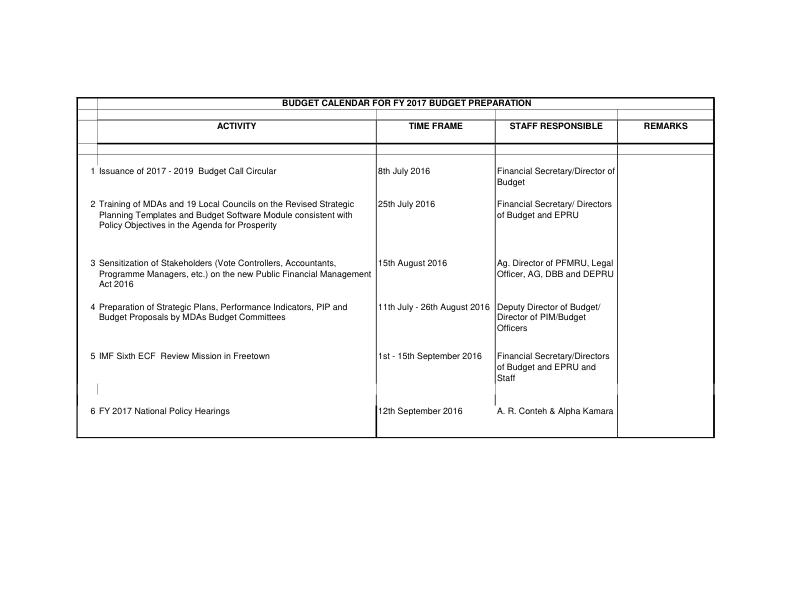 BUDGET CALENDAR FOR FY 2017 BUDGET PREPARATION
ACTIVITY TIME FRAME STAFF RESPONSIBLE REMARKS
1 Issuance of 2017 - 2019 Budget Call Circular 8th July 2016 Financial Secretary/Director of
Budget
2 Training of MDAs and 19 Local Councils on the Revised Strategic 25th July 2016 Financial Secretary/ Directors
Planning Templates and Budget Software Module consistent with of Budget and EPRU
Policy Objectives in the Agenda for Prosperity
3 Sensitization of Stakeholders (Vote Controllers, Accountants, 15th August 2016 Ag. Director of PFMRU, Legal
Programme Managers, etc.) on the new Public Financial Management Officer, AG, DBB and DEPRU
Act 2016
4 Preparation of Strategic Plans, Performance Indicators, PIP and 11th July - 26th August 2016 Deputy Director of Budget/
Budget Proposals by MDAs Budget Committees Director of PIM/Budget
Officers
5 IMF Sixth ECF Review Mission in Freetown 1st - 15th September 2016 Financial Secretary/Directors
of Budget and EPRU and
Staff
6 FY 2017 National Policy Hearings 12th September 2016 A. R. Conteh & Alpha Kamara